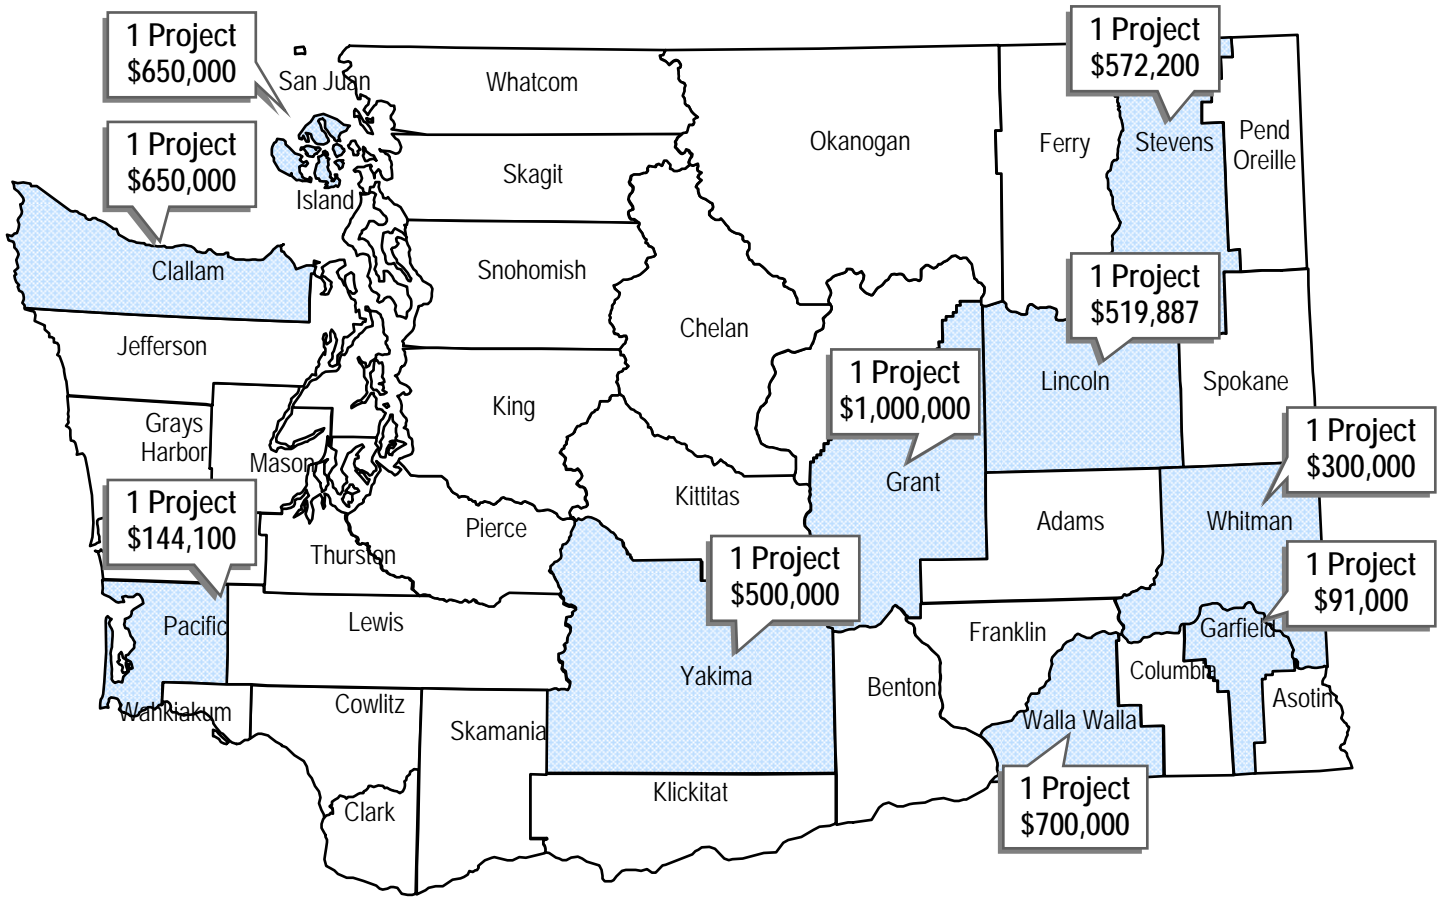 1 Project
$650,000
San Juan
Whatcom
1 Project
$572,200
Okanogan
Ferry
Stevens
Pend
Oreille
1 Project
$650,000
Skagit
Island
Clallam
Snohomish
1 Project
$519,887
Jefferson
Chelan
Lincoln
Spokane
1 Project
$1,000,000
King
Grays
Harbor
Mason
1 Project
$300,000
Kittitas
Grant
1 Project
$144,100
Pierce
Adams
Whitman
Thurston
1 Project
$500,000
1 Project
$91,000
Pacific
Lewis
Franklin
Garfield
Yakima
Benton
Columbia
Asotin
Wahkiakum
Cowlitz
Skamania
Walla Walla
Klickitat
Clark
1 Project
$700,000